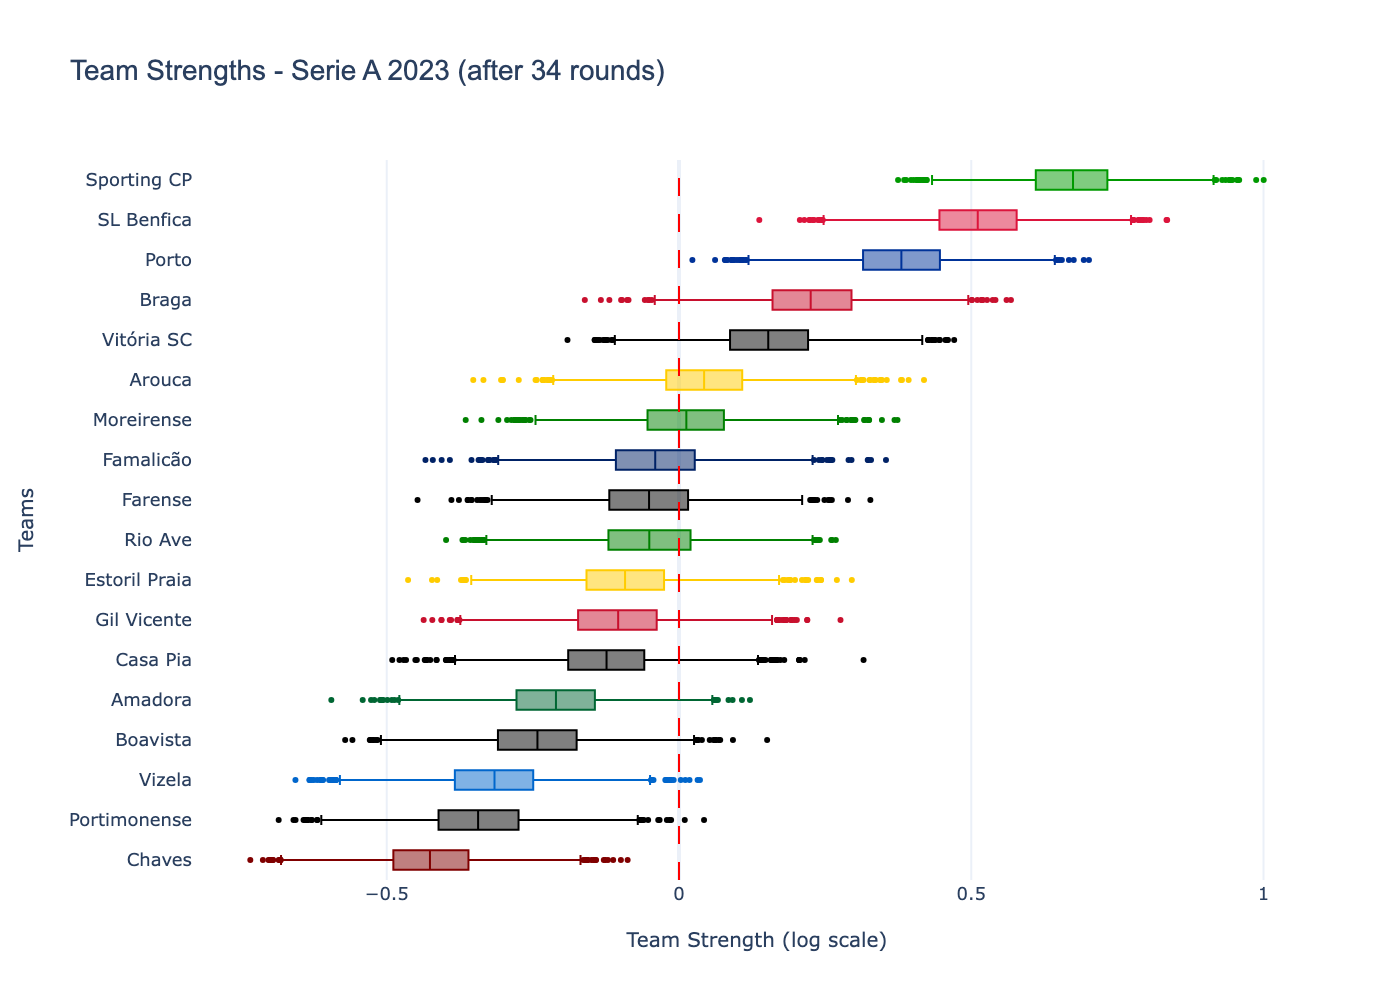 Team Strengths - Serie A 2023 (after 34 rounds)
Sporting CP
SL Benfica
Porto
Braga
Vitória SC
Arouca
Moreirense
Famalicão
Farense
Rio Ave
Estoril Praia
Gil Vicente
Casa Pia
Amadora
Boavista
Vizela
Portimonense
Chaves
Teams
−0.5
0
0.5
1
Team Strength (log scale)